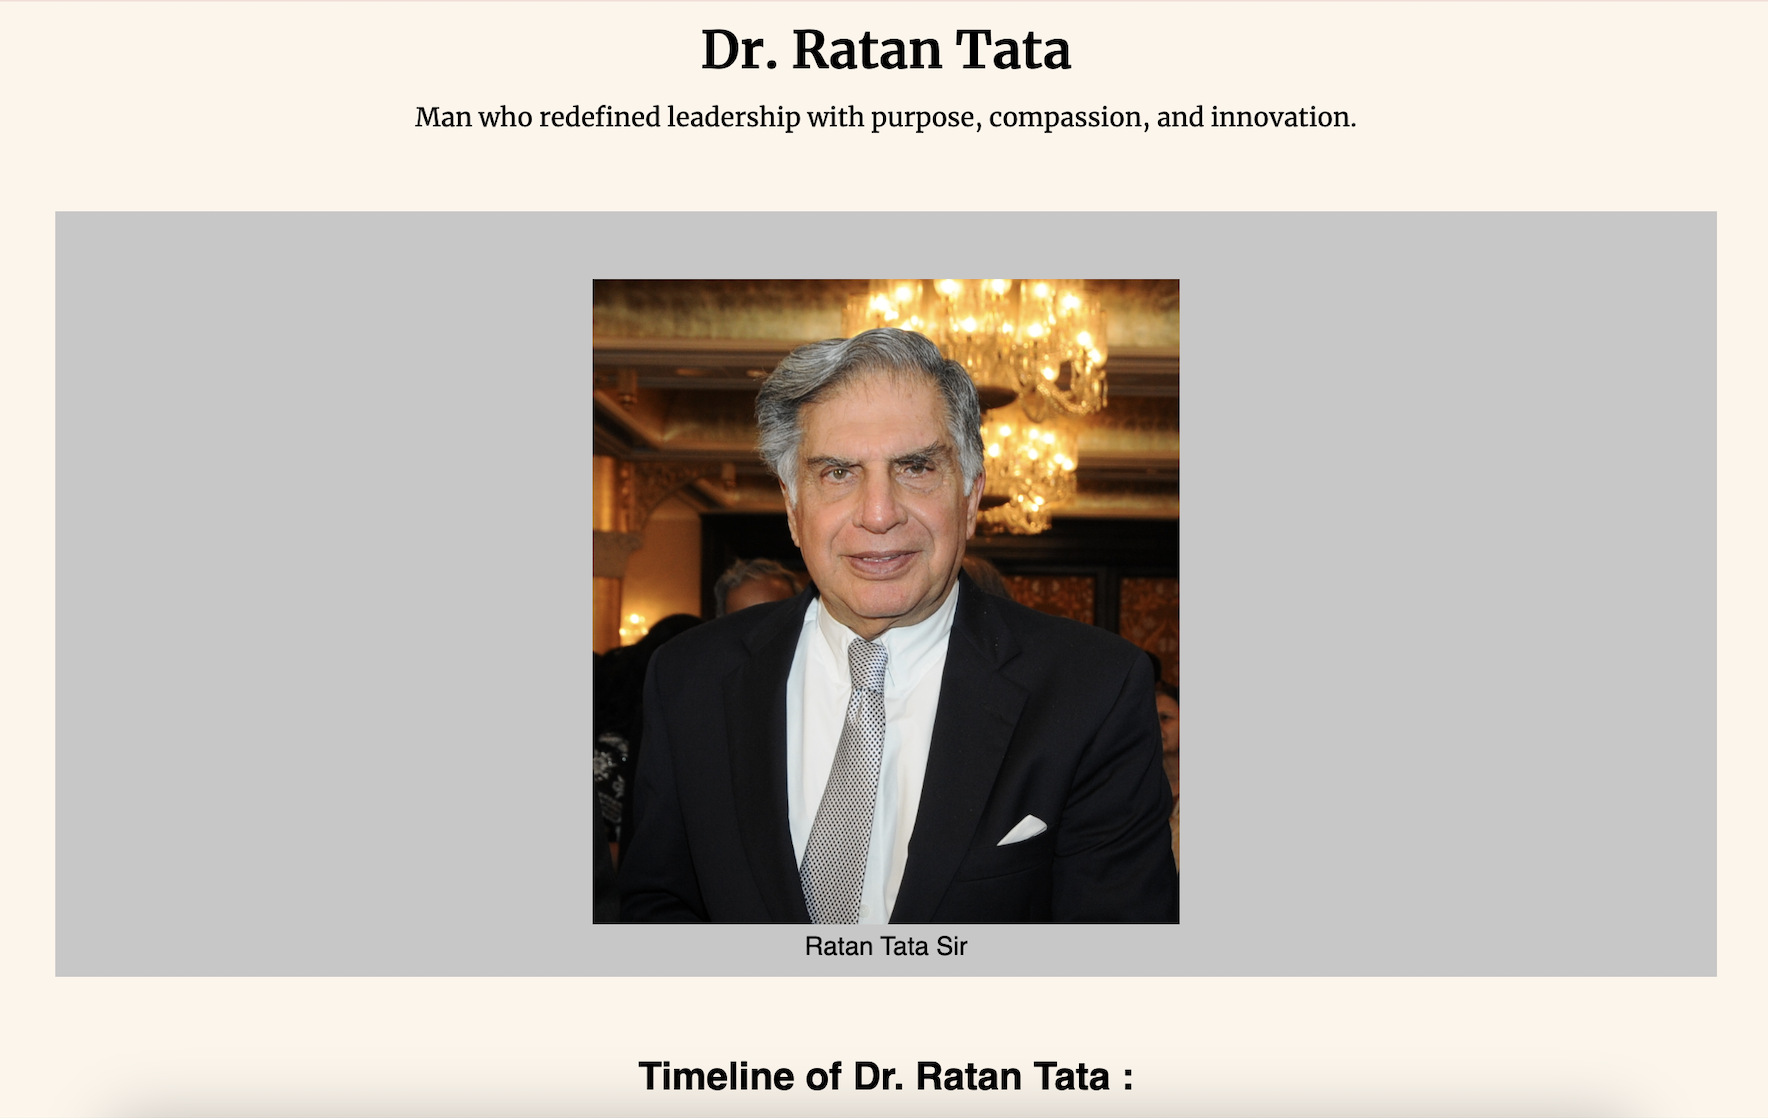 Dr. Ratan Tata
Man who redefined leadership with purpose, compassion, and innovation.
Ratan Tata Sir
Timeline of Dr. Ratan Tata :